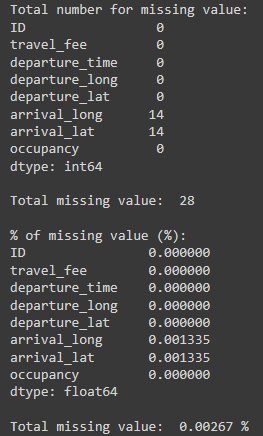 Total number for missing value:
ID 0
travel_fee 0
departure_time 0
departure_long 0
departure_lat 0
arrival_long 14
arrival_lat 14
occupancy 0
dtype: int64
Total missing value:  28
% of missing value (%):
ID 0.000000
travel_fee 0.000000
departure_time 0.000000
departure_long 0.000000
departure_lat 0.000000
arrival_long 0.001335
arrival_lat 0.001335
occupancy 0.000000
dtype: float64
Total missing value:  0.00267 %